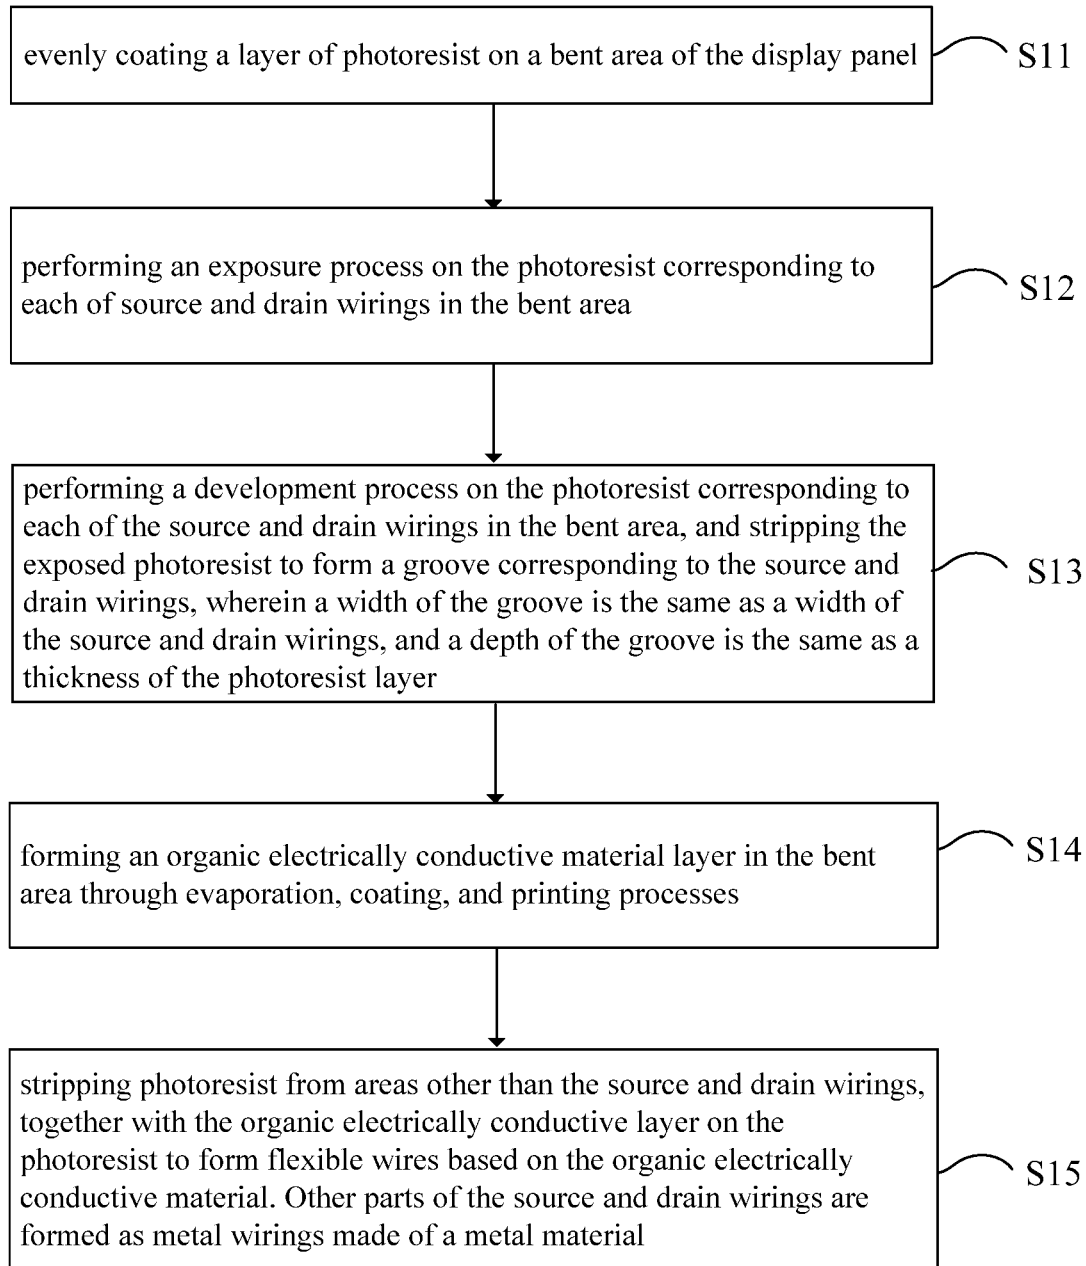 evenly coating a layer of photoresist on a bent area of the display panel
S11
performing an exposure process on the photoresist corresponding to
each of source and drain wirings in the bent area
S12
performing a development process on the photoresist corresponding to
each of the source and drain wirings in the bent area, and stripping the
exposed photoresist to form a groove corresponding to the source and
drain wirings, wherein a width of the groove is the same as a width of
the source and drain wirings, and a depth of the groove is the same as a
thickness of the photoresist layer
S13
forming an organic electrically conductive material layer in the bent
area through evaporation, coating, and printing processes
S14
stripping photoresist from areas other than the source and drain wirings,
together with the organic electrically conductive layer on the
photoresist to form flexible wires based on the organic electrically
conductive material. Other parts of the source and drain wirings are
formed as metal wirings made of a metal material
S15